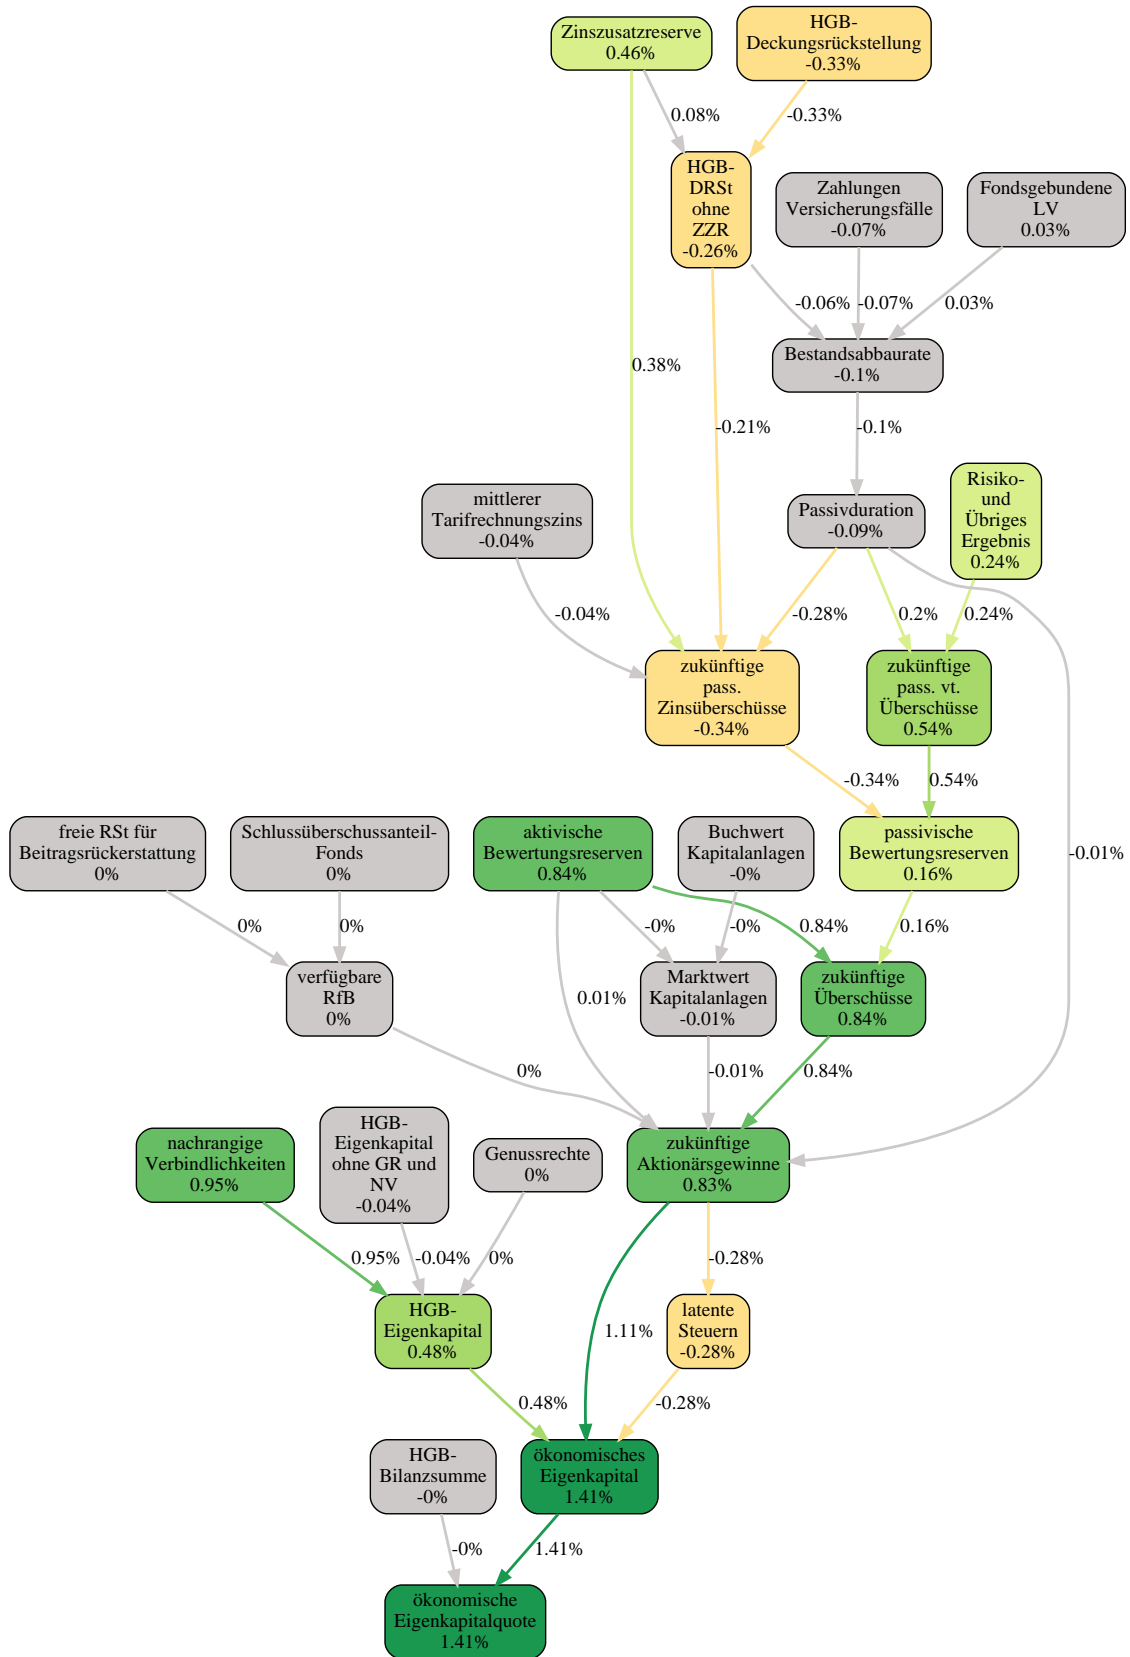 Zinszusatzreserve
0.46%
HGB-
Deckungsrückstellung
-0.33%
0.08%
-0.33%
HGB-
DRSt
ohne
ZZR
-0.26%
Zahlungen
Versicherungsfälle
-0.07%
Fondsgebundene
LV
0.03%
-0.06%
-0.07%
0.03%
Bestandsabbaurate
-0.1%
0.38%
-0.21%
-0.1%
mittlerer
Tarifrechnungszins
-0.04%
Passivduration
-0.09%
Risiko-
und
Übriges
Ergebnis
0.24%
-0.04%
-0.28%
0.2%
0.24%
zukünftige
pass.
Zinsüberschüsse
-0.34%
zukünftige
pass. vt.
Überschüsse
0.54%
-0.34%
0.54%
freie RSt für
Beitragsrückerstattung
0%
Schlussüberschussanteil-
Fonds
0%
aktivische
Bewertungsreserven
0.84%
Buchwert
Kapitalanlagen
-0%
passivische
Bewertungsreserven
0.16%
-0.01%
0%
0%
-0%
-0%
0.84%
0.16%
verfügbare
RfB
0%
0.01%
Marktwert
Kapitalanlagen
-0.01%
zukünftige
Überschüsse
0.84%
0%
-0.01%
0.84%
nachrangige
Verbindlichkeiten
0.95%
HGB-
Eigenkapital
ohne GR und
NV
-0.04%
Genussrechte
0%
zukünftige
Aktionärsgewinne
0.83%
0.95%
-0.04%
0%
-0.28%
HGB-
Eigenkapital
0.48%
1.11%
latente
Steuern
-0.28%
0.48%
-0.28%
HGB-
Bilanzsumme
-0%
ökonomisches
Eigenkapital
1.41%
-0%
1.41%
ökonomische
Eigenkapitalquote
1.41%